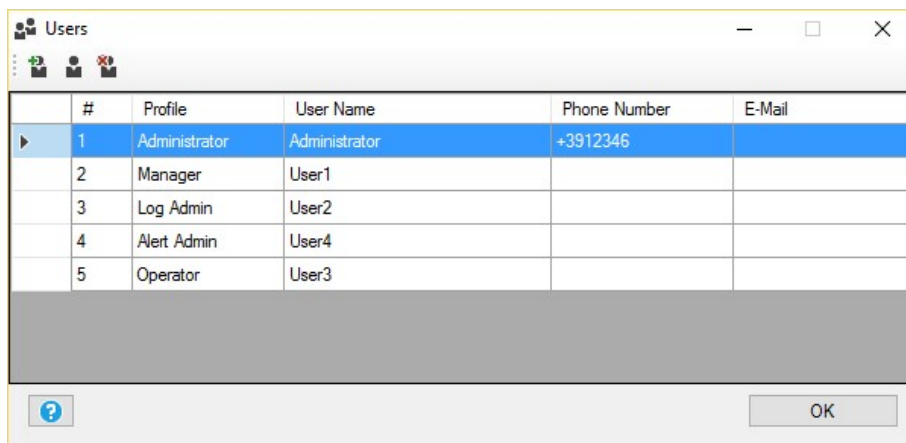 Users
# Profile User Name Phone Number E-Mail
1 Administrator Administrator +3912346
2 Manager User1
3 Log Admin User2
4 Alert Admin User4
5 Operator User3
?
OK